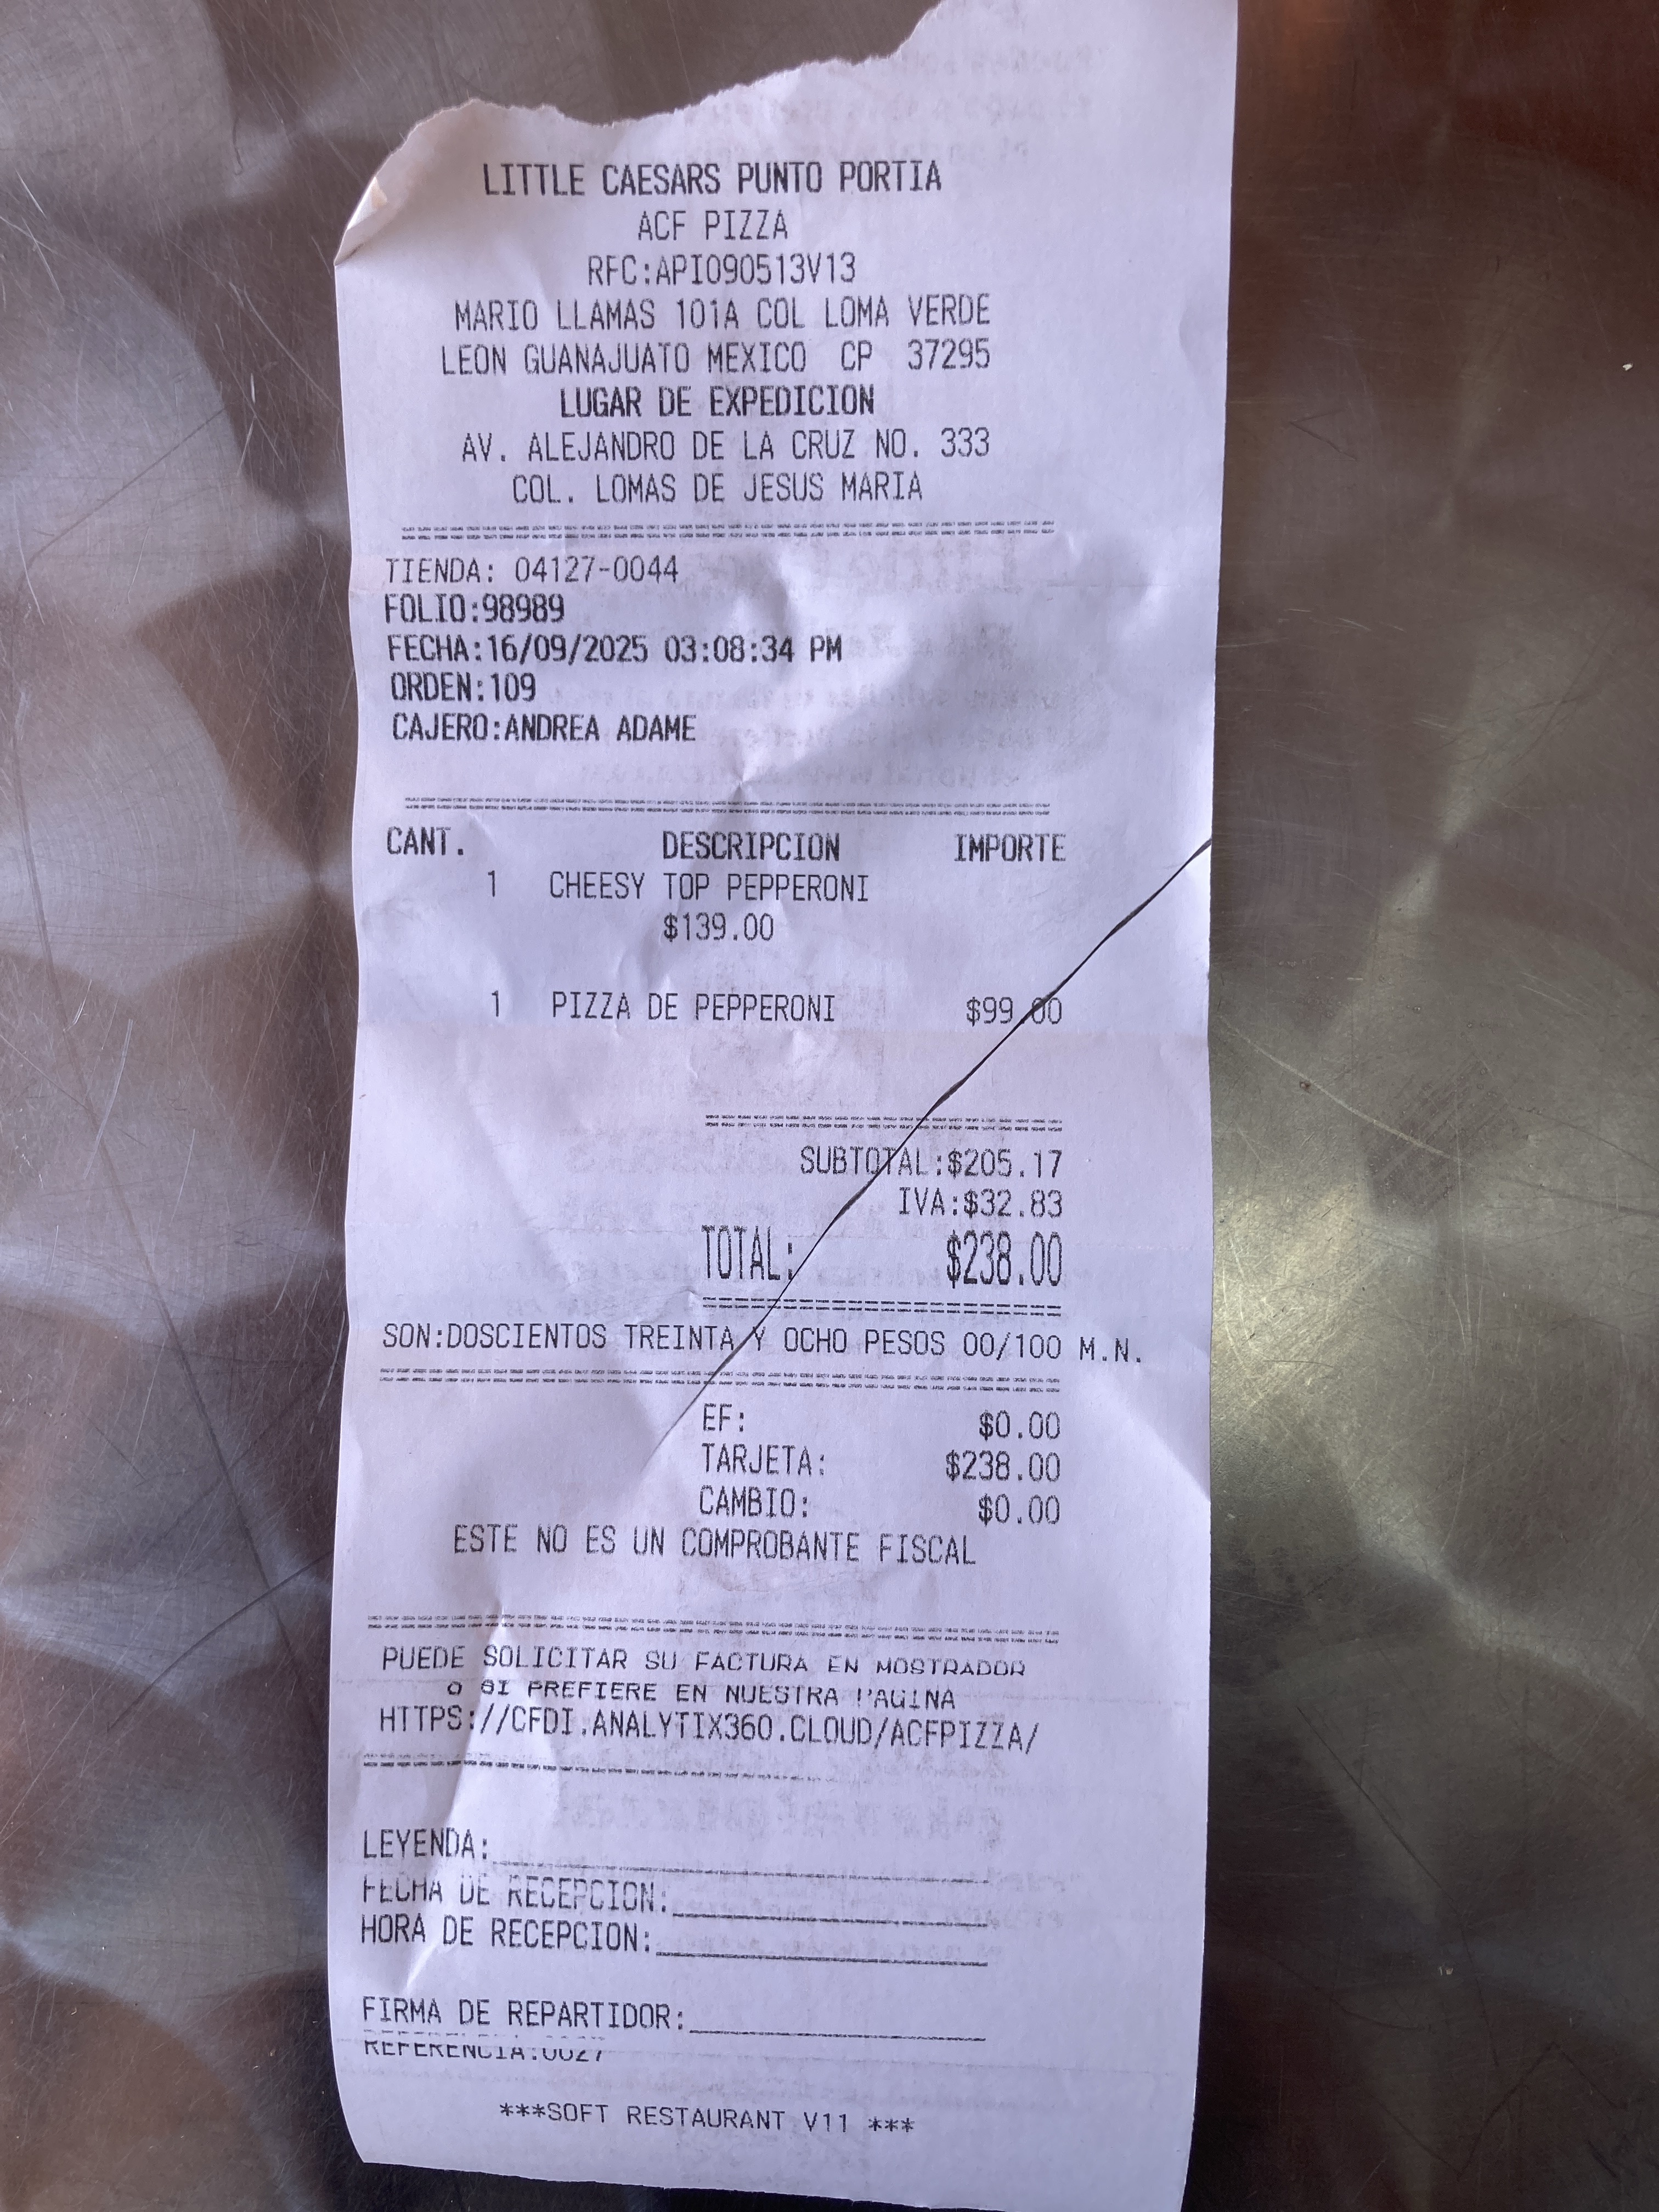 LITTLE CAESARS PUNTO PORTIA
ACF PIZZA
RFC:API090513V13
MARIO LLAMAS 101A COL LOMA VERDE
LEON GUANAJUATO MEXICO CP 37295
LUGAR DE EXPEDICION
AV. ALEJANDRO DE LA CRUZ NO. 333
COL. LOMAS DE JESUS MARIA
TIENDA: 04127-0044
FOLIO:98989
FECHA:16/09/2025 03:08:34 PM
ORDEN:109
CAJERO:ANDREA ADAME
CANT. DESCRIPCION IMPORTE
1 CHEESY TOP PEPPERONI
$139.00
1 PIZZA DE PEPPERONI $99.00
SUBTOTAL:$205.17
IVA:$32.83
TOTAL: $238.00
SON:DOSCIENTOS TREINTA Y OCHO PESOS 00/100 M.N.
EF: $0.00
TARJETA: $238.00
CAMBIO: $0.00
ESTE NO ES UN COMPROBANTE FISCAL
PUEDE SOLICITAR SU FACTURA EN MOSTRADOR
O SI PREFIERE EN NUESTRA PAGINA
HTTPS://CFDI.ANALYTIX360.CLOUD/ACFPIZZA/
LEYENDA:
FECHA DE RECEPCION:
HORA DE RECEPCION:
FIRMA DE REPARTIDOR:
REFERENCIA:0027
***SOFT RESTAURANT V11 ***